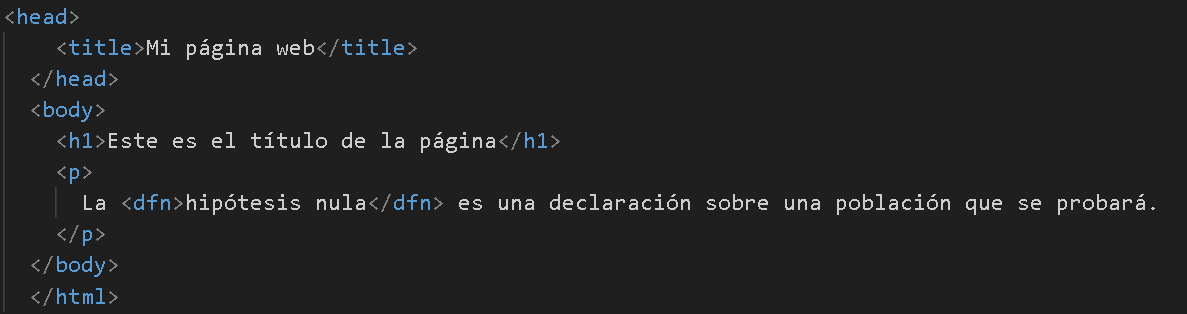 <head>
<title>Mi página web</title>
</head>
<body>
<h1>Este es el título de la página</h1>
<p>
La <dfn>hipótesis nula</dfn> es una declaración sobre una población que se probará.
</p>
</body>
</html>